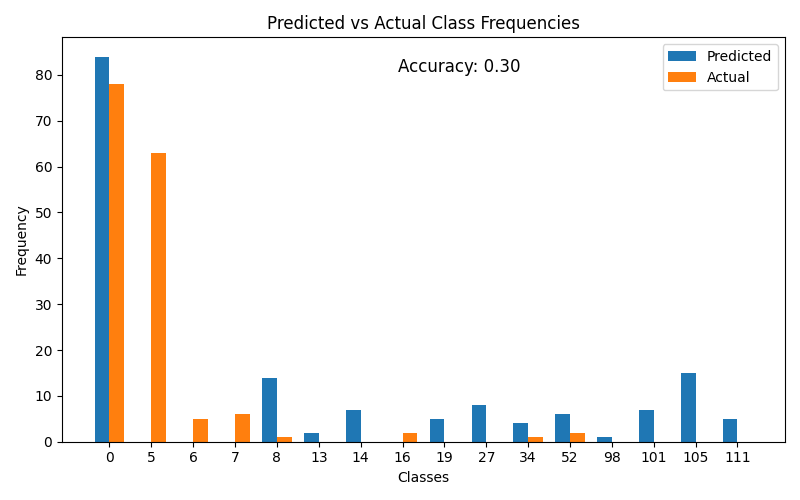 Predicted vs Actual Class Frequencies
Accuracy: 0.30
Predicted
Actual
Frequency
80
70
60
50
40
30
20
10
0
0 5 6 7 8 13 14 16 19 27 34 52 98 101 105 111
Classes